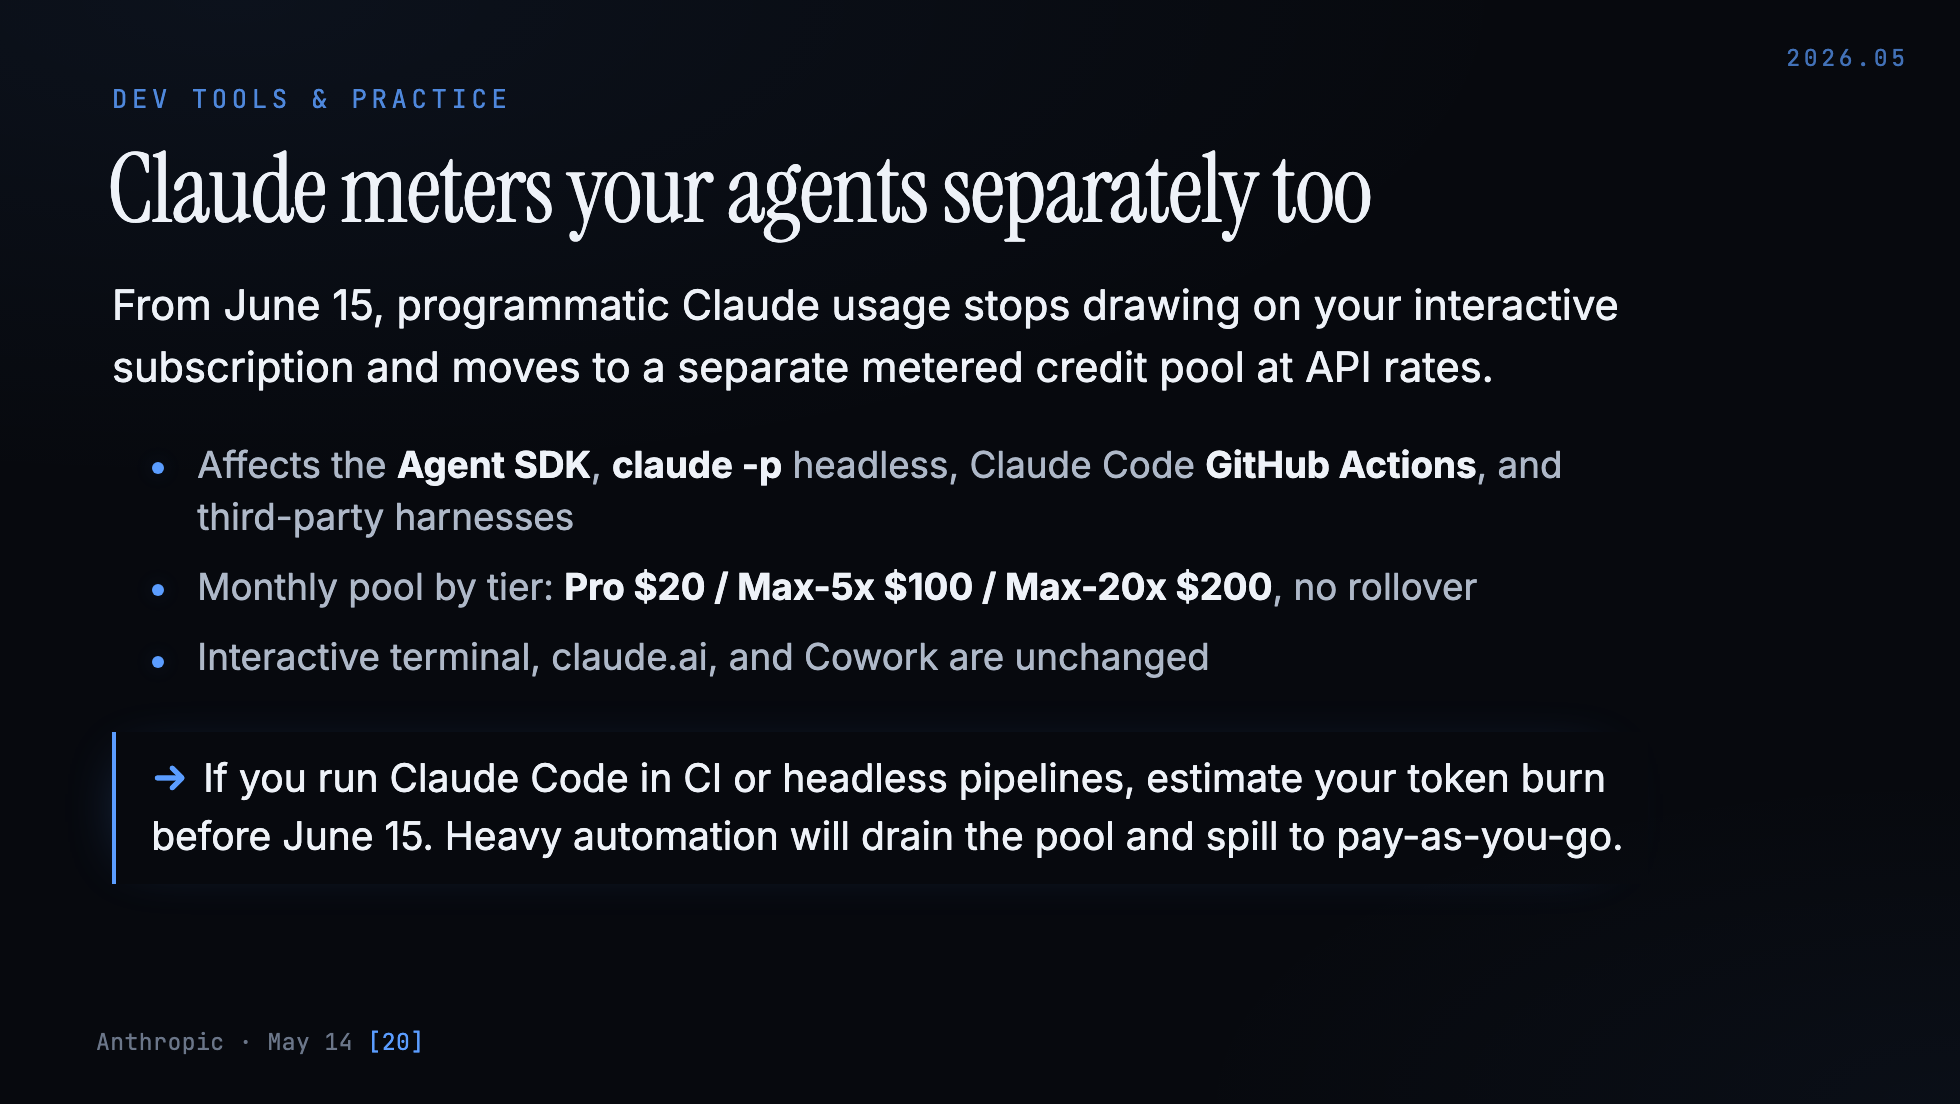 2026.05
DEV TOOLS & PRACTICE
Claude meters your agents separately too
From June 15, programmatic Claude usage stops drawing on your interactive
subscription and moves to a separate metered credit pool at API rates.
• Affects the Agent SDK, claude -p headless, Claude Code GitHub Actions, and
third-party harnesses
• Monthly pool by tier: Pro $20 / Max-5x $100 / Max-20x $200, no rollover
• Interactive terminal, claude.ai, and Cowork are unchanged
→ If you run Claude Code in CI or headless pipelines, estimate your token burn
before June 15. Heavy automation will drain the pool and spill to pay-as-you-go.
Anthropic · May 14 [20]